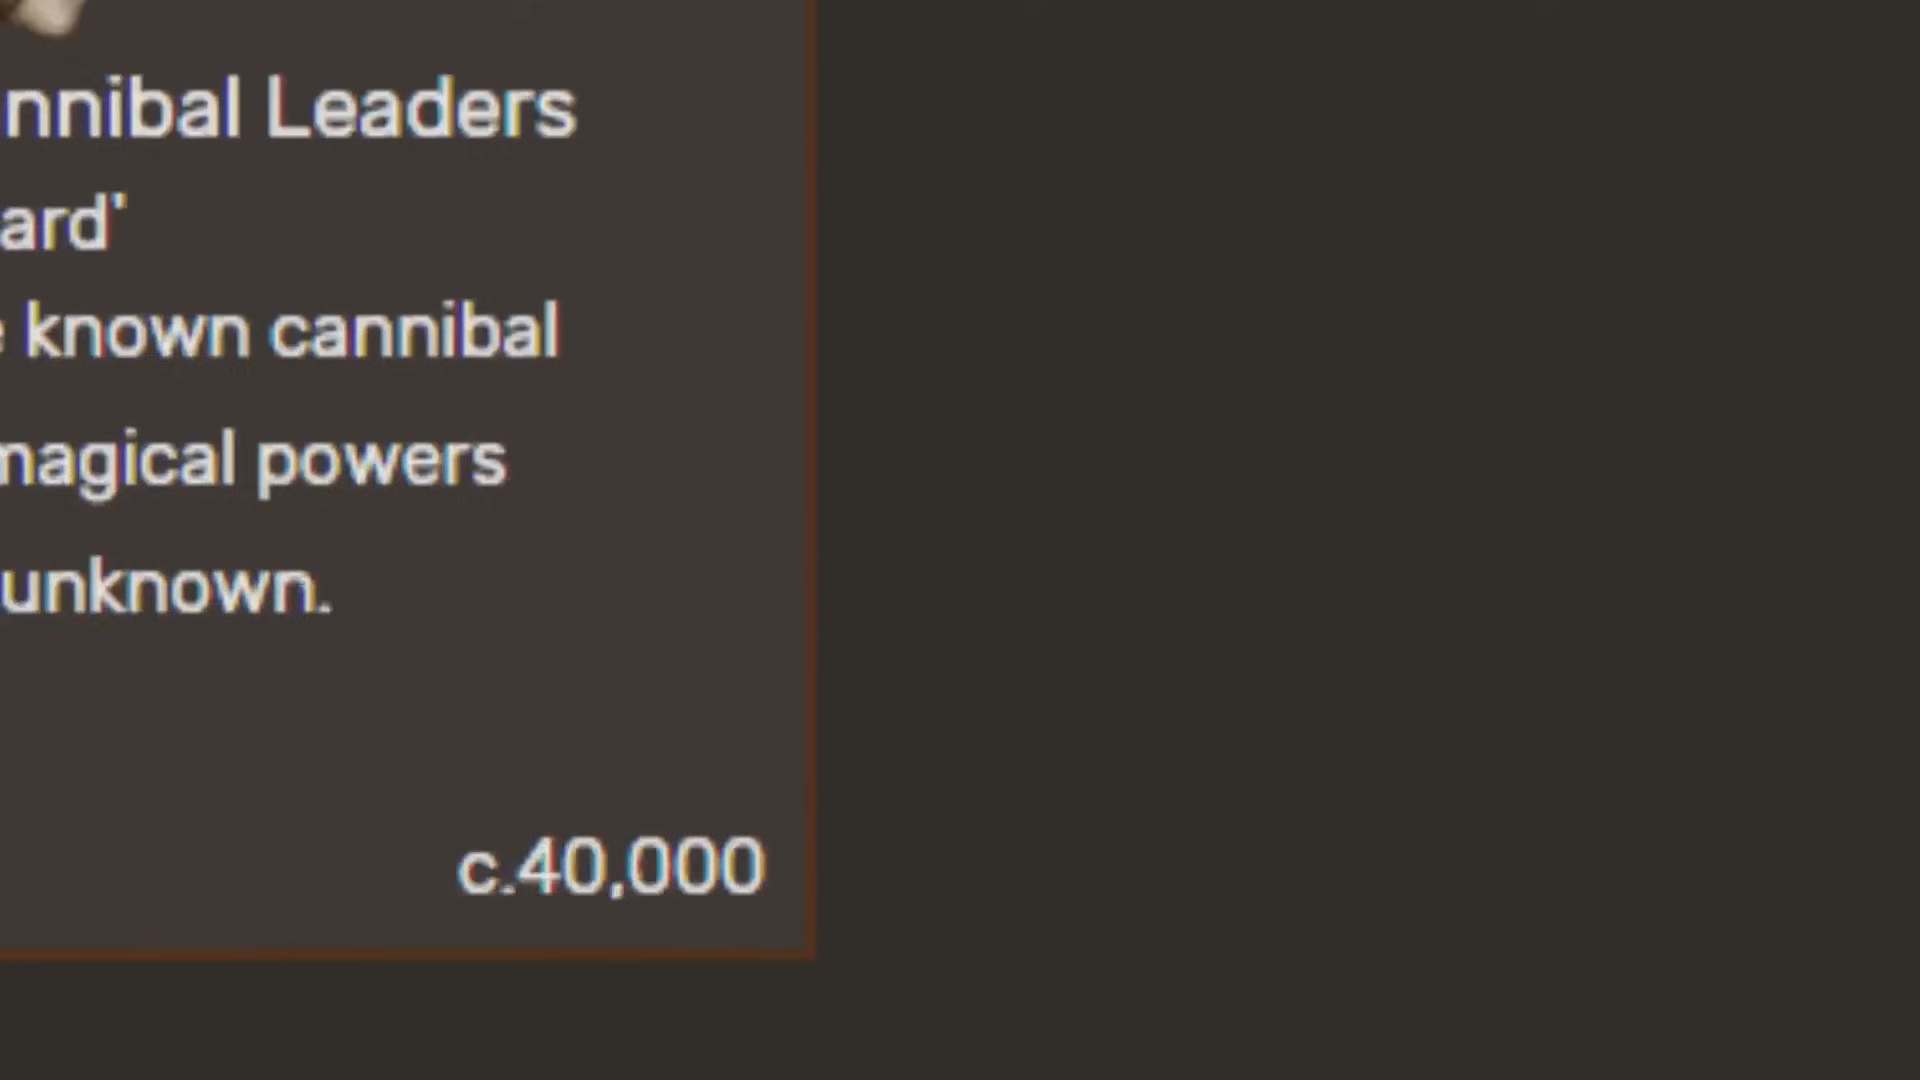 nnibal Leaders
ard'
known cannibal
magical powers
unknown.
c.40,000